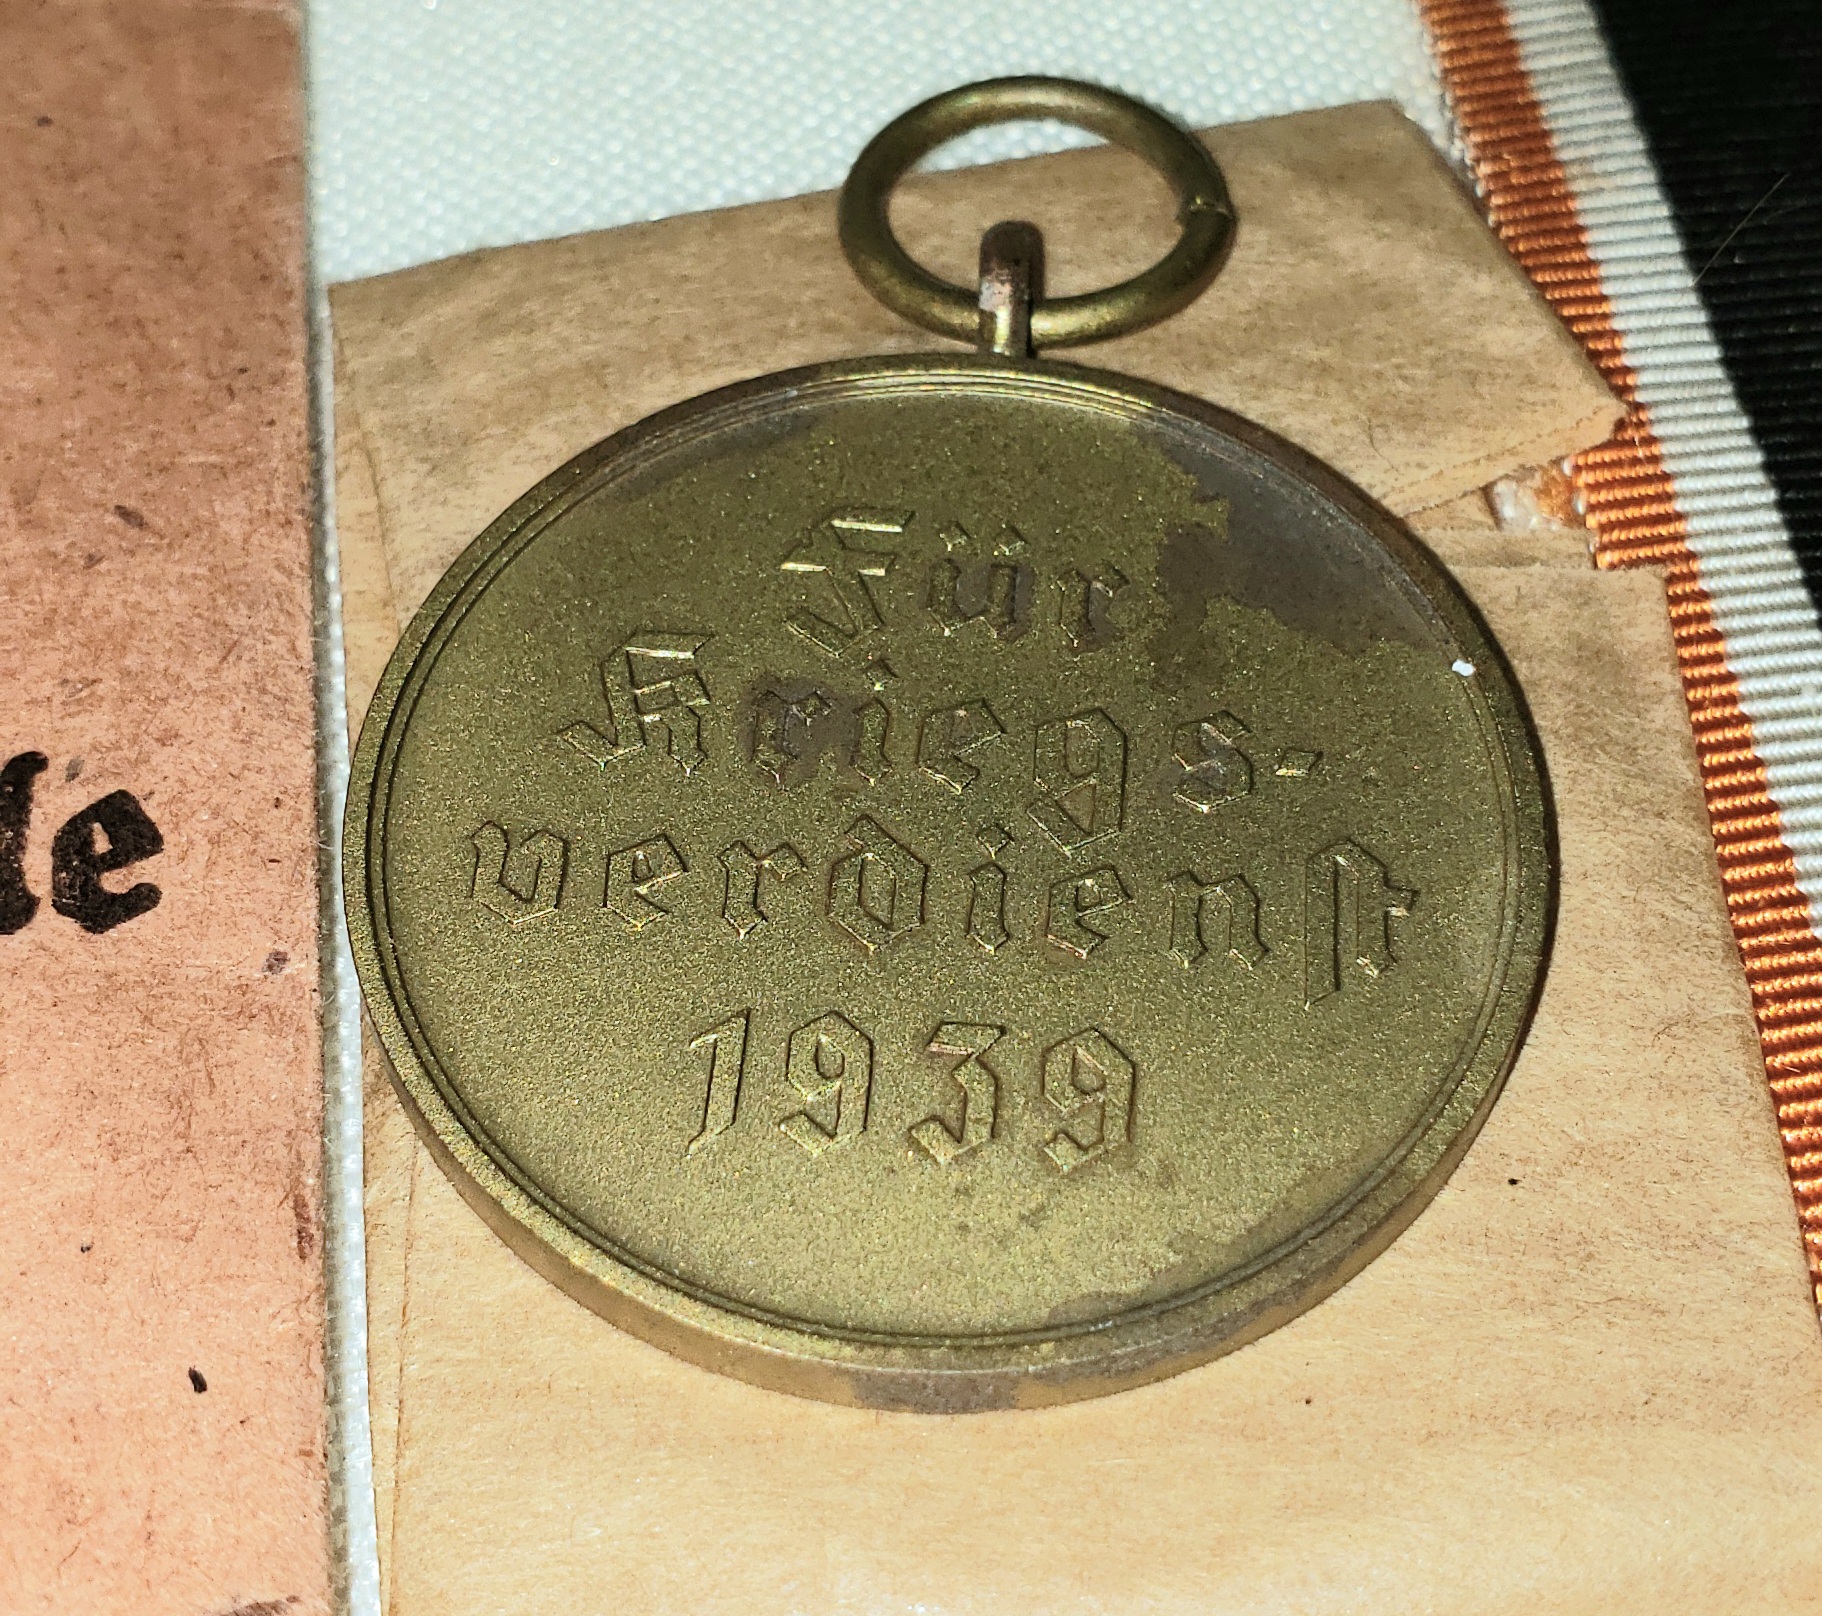 Für
Kriegs-
verdienst
1939